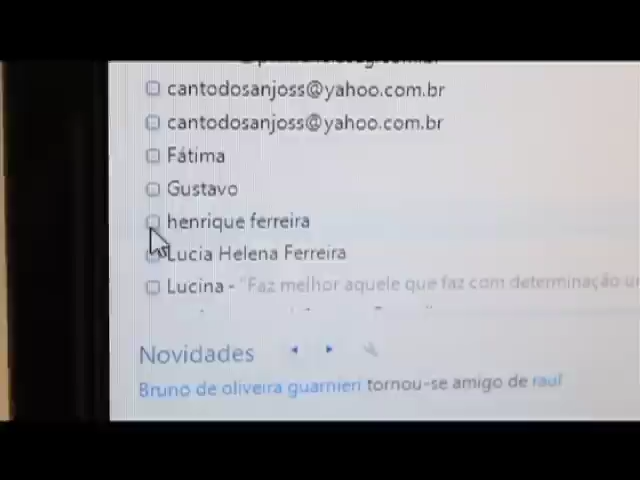 cantodosanjoss@yahoo.com.br
cantodosanjoss@yahoo.com.br
Fátima
Gustavo
henrique ferreira
Lucia Helena Ferreira
Lucina - "Faz melhor aquele que faz com determinação
Novidades
Bruno de oliveira guarnieri tornou-se amigo de raul